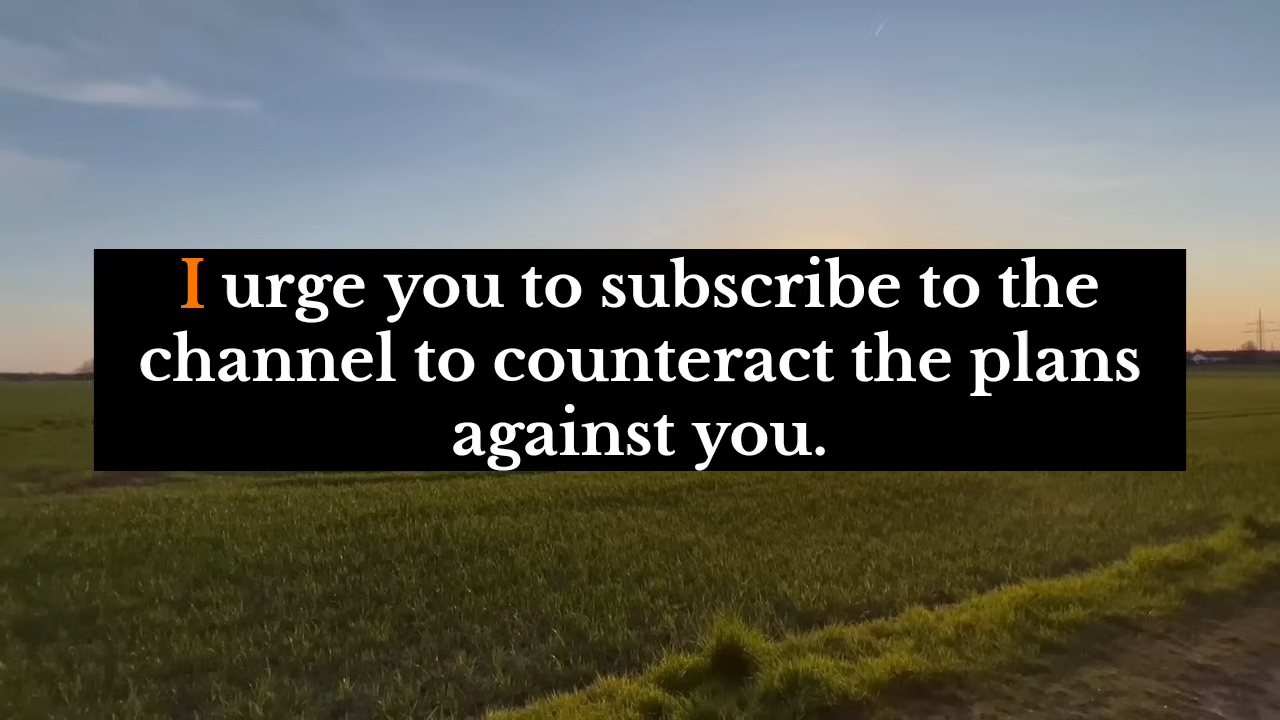 I urge you to subscribe to the
channel to counteract the plans
against you.